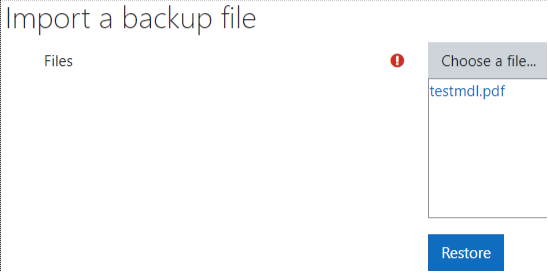 Import a backup file
Files
Choose a file...
testmdl.pdf
Restore